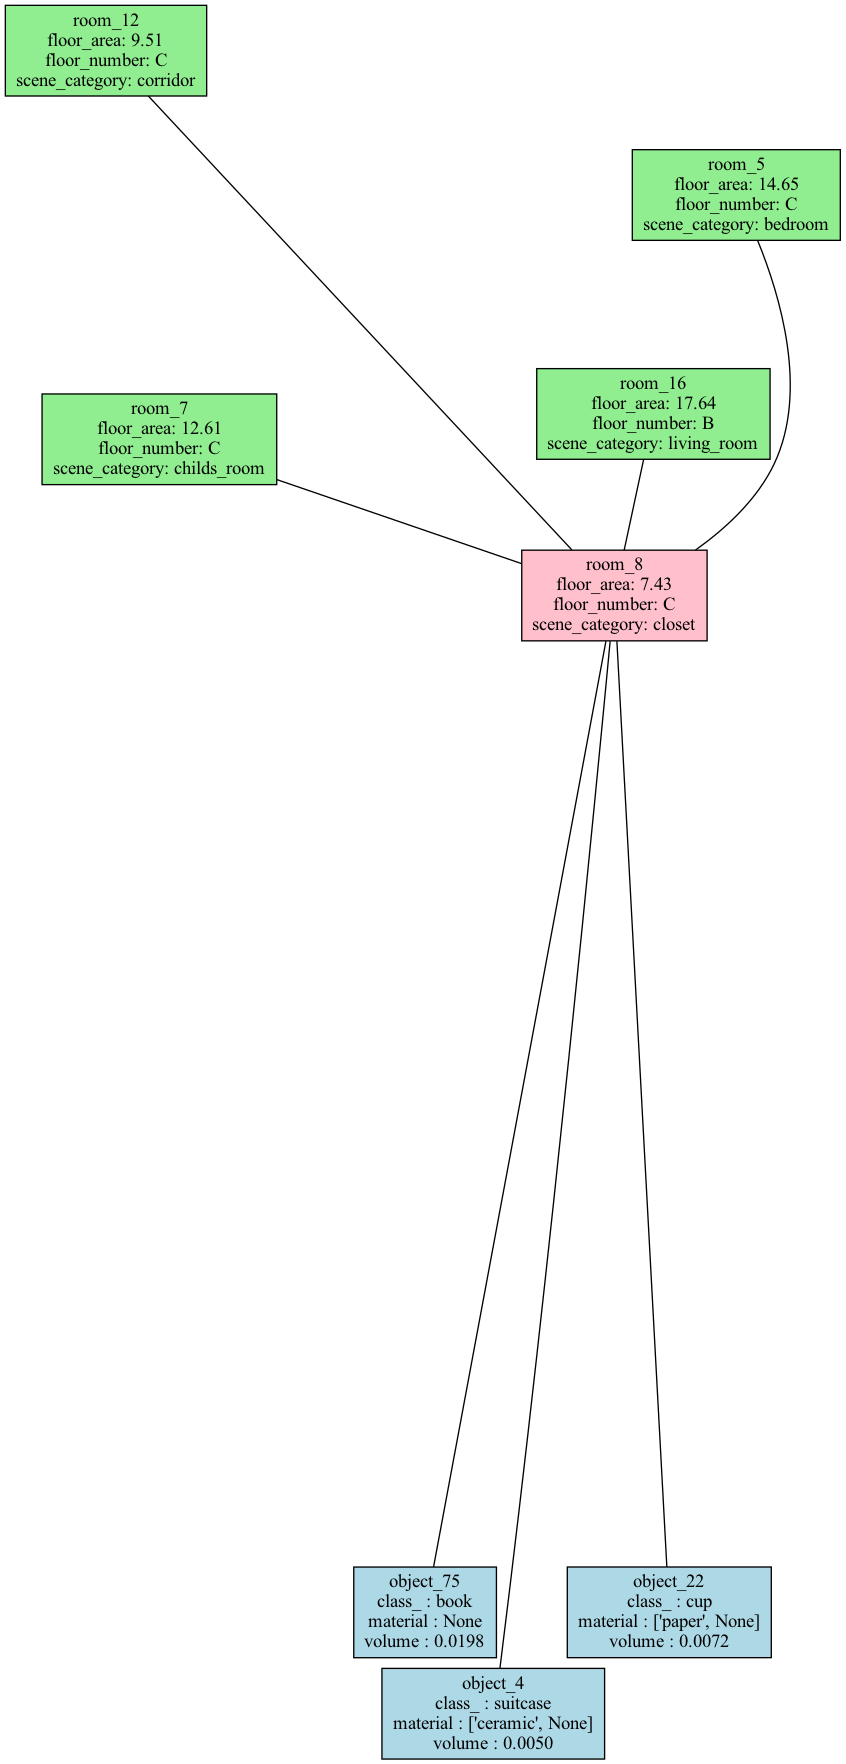 room_12
floor_area: 9.51
floor_number: C
scene_category: corridor
room_5
floor_area: 14.65
floor_number: C
scene_category: bedroom
room_16
floor_area: 17.64
floor_number: B
scene_category: living_room
room_7
floor_area: 12.61
floor_number: C
scene_category: childs_room
room_8
floor_area: 7.43
floor_number: C
scene_category: closet
object_75
class_ : book
material : None
volume : 0.0198
object_22
class_ : cup
material : ['paper', None]
volume : 0.0072
object_4
class_ : suitcase
material : ['ceramic', None]
volume : 0.0050